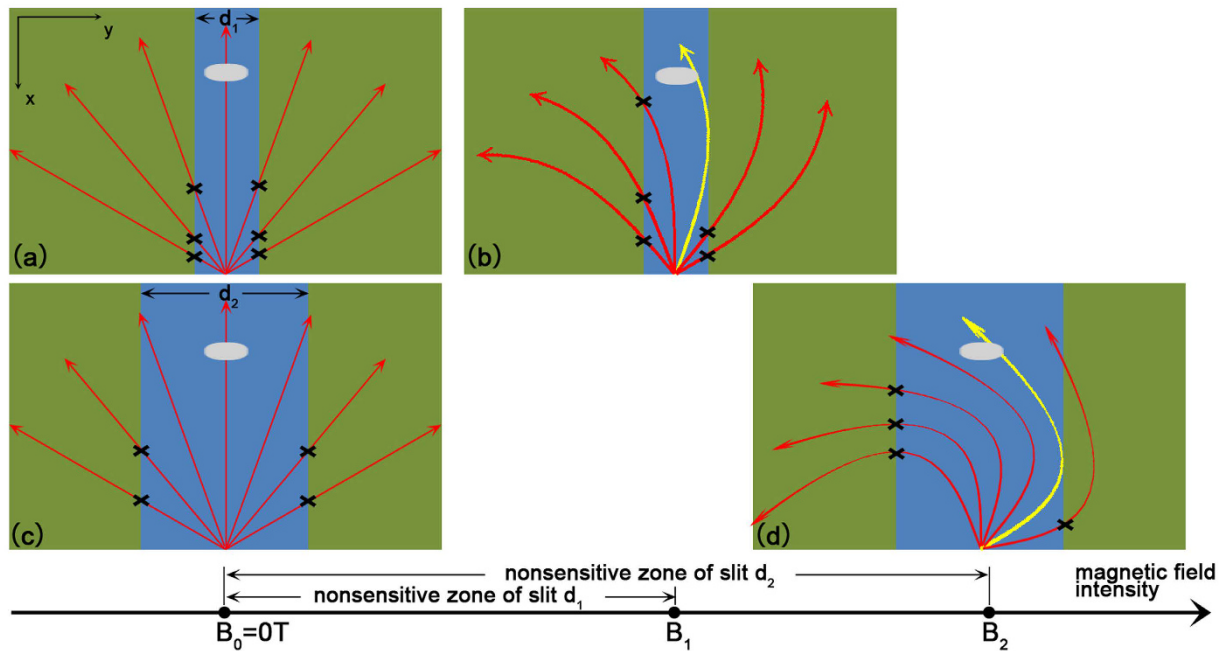 d₁
y
x
(a)
(b)
d₂
(c)
(d)
nonsensitive zone of slit d₂
magnetic field
intensity
nonsensitive zone of slit d₁
B₀=0T
B₁
B₂